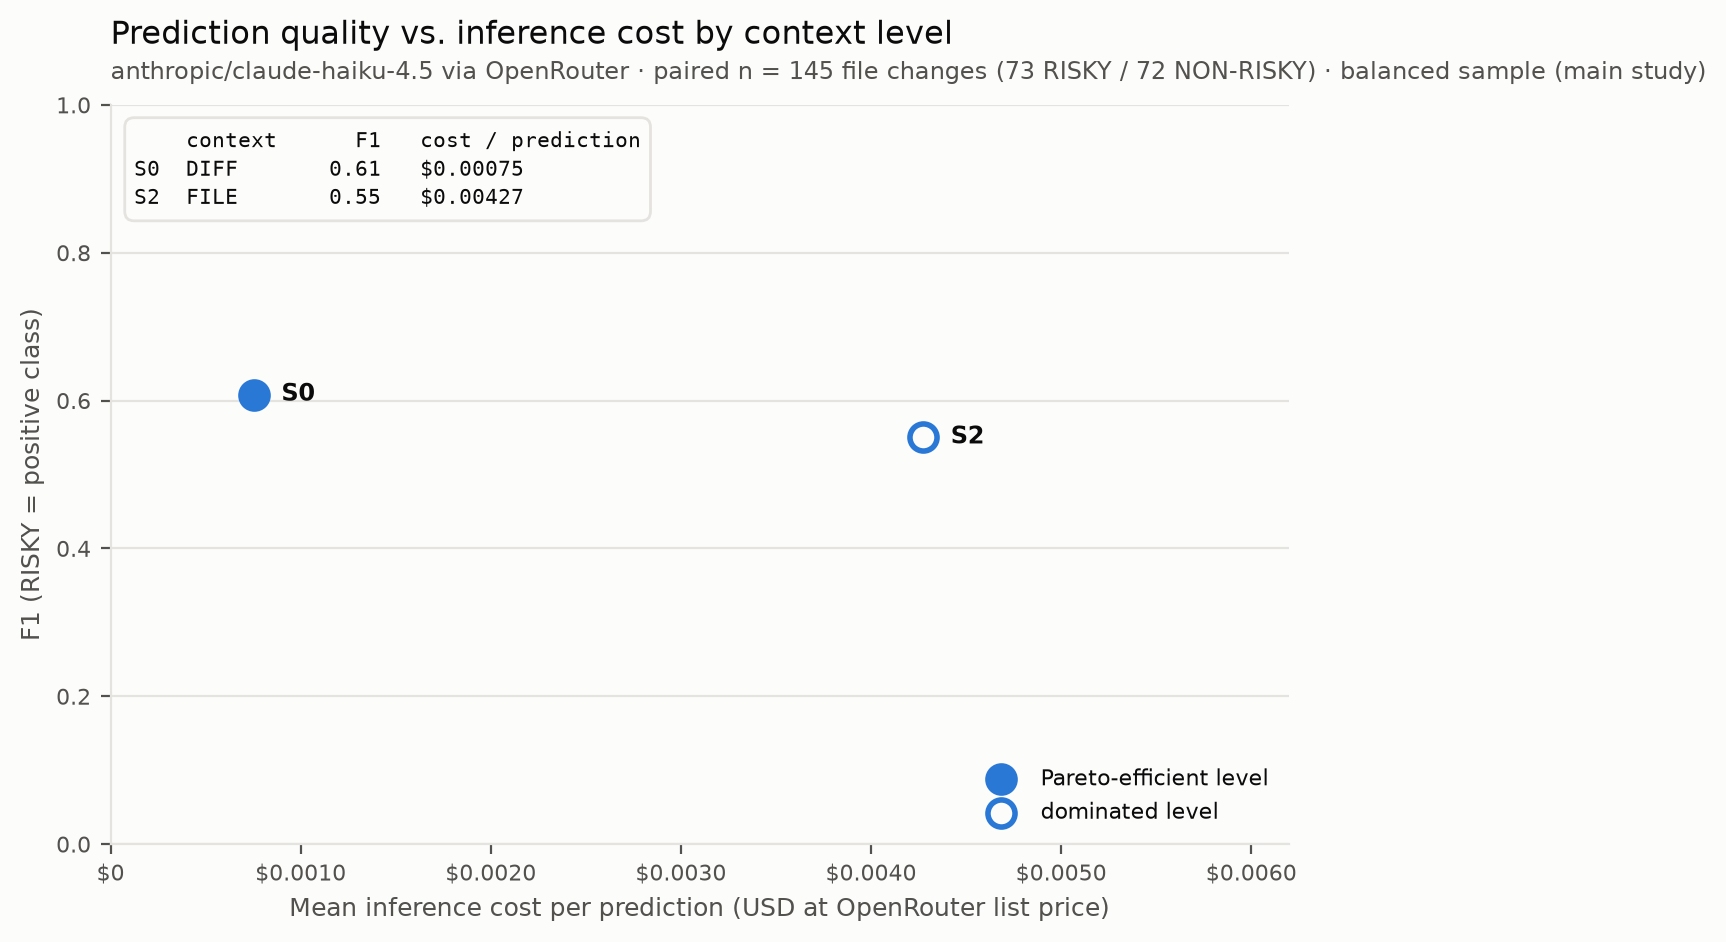 Prediction quality vs. inference cost by context level
anthropic/claude-haiku-4.5 via OpenRouter · paired n = 145 file changes (73 RISKY / 72 NON-RISKY) · balanced sample (main study)
context F1 cost / prediction
S0 DIFF 0.61 $0.00075
S2 FILE 0.55 $0.00427
1.0
0.8
0.6
0.4
0.2
0.0
F1 (RISKY = positive class)
S0
S2
Pareto-efficient level
dominated level
$0 $0.0010 $0.0020 $0.0030 $0.0040 $0.0050 $0.0060
Mean inference cost per prediction (USD at OpenRouter list price)